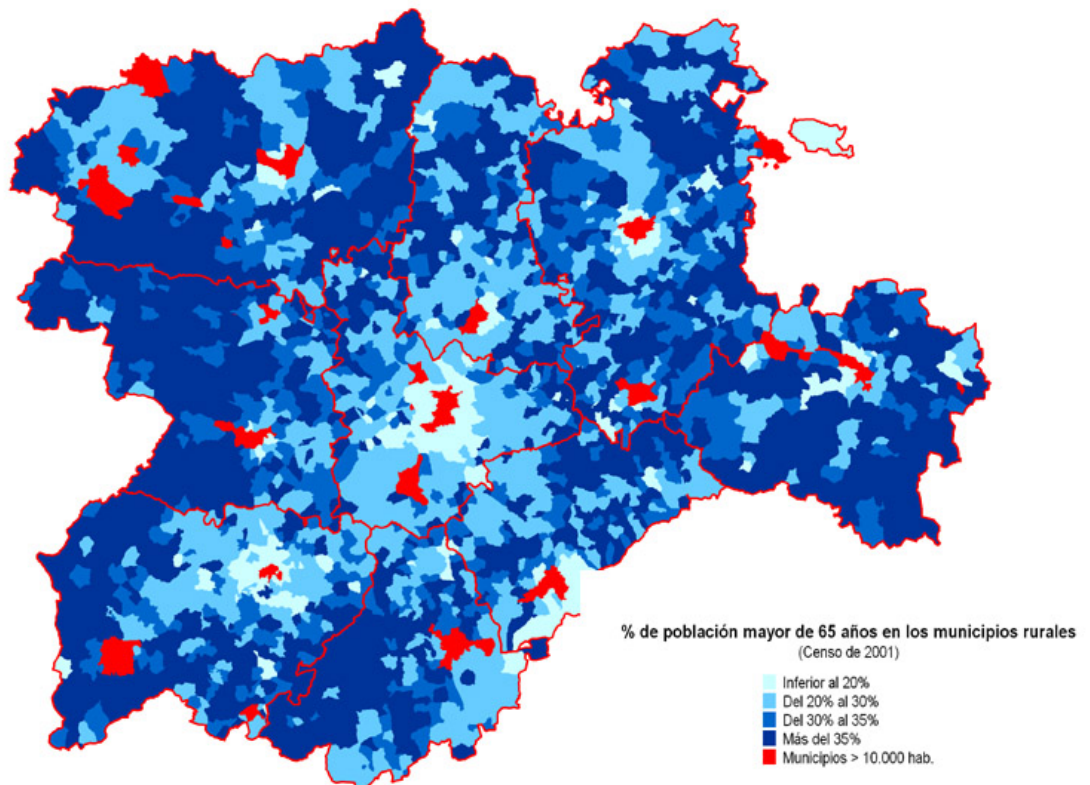 % de población mayor de 65 años en los municipios rurales
(Censo de 2001)
Inferior al 20%
Del 20% al 30%
Del 30% al 35%
Más del 35%
Municipios > 10.000 hab.